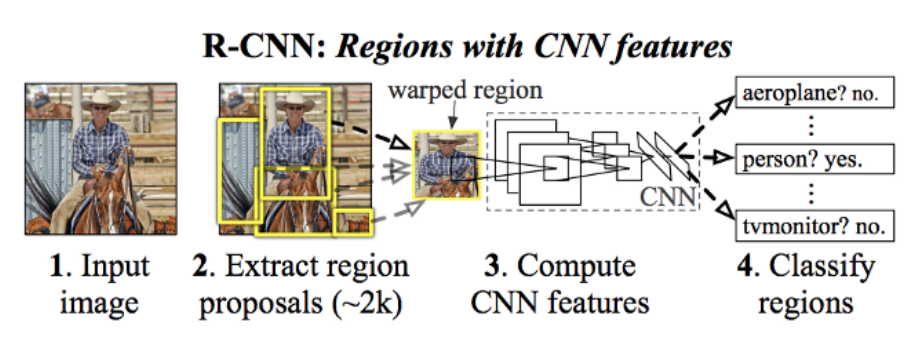 R-CNN: Regions with CNN features
warped region
aeroplane? no.
person? yes.
tvmonitor? no.
CNN
1. Input
image
2. Extract region
proposals (~2k)
3. Compute
CNN features
4. Classify
regions